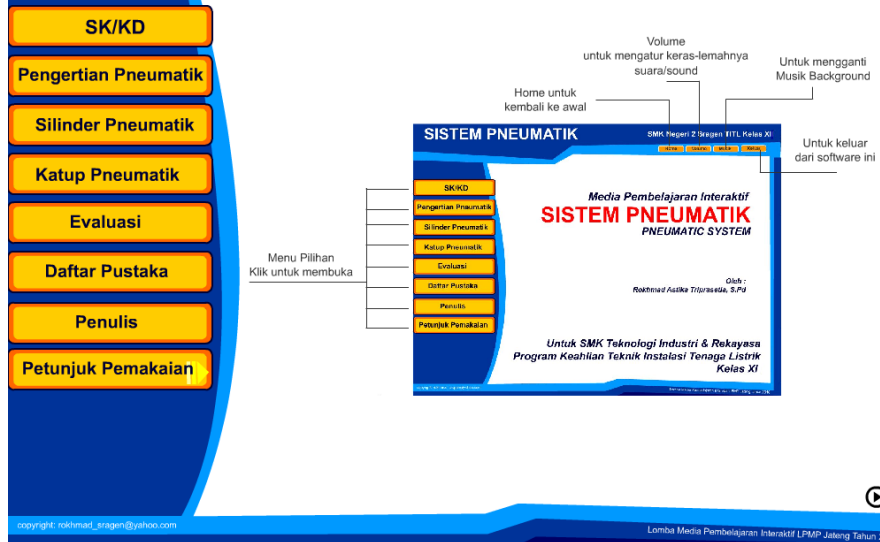 SK/KD
Pengertian Pneumatik
Silinder Pneumatik
Katup Pneumatik
Evaluasi
Daftar Pustaka
Penulis
Petunjuk Pemakaian
Volume
untuk mengatur keras-lemahnya
suara/sound
Untuk mengganti
Musik Background
Home untuk
kembali ke awal
Untuk keluar
dari software ini
Menu Pilihan
Klik untuk membuka
SISTEM PNEUMATIK
SMK Negeri 2 Sragen TITL Kelas XI
Home
Keluar
SK/KD
Pengertian Pneumatik
Silinder Pneumatik
Katup Pneumatik
Evaluasi
Daftar Pustaka
Penulis
Petunjuk Pemakaian
Media Pembelajaran Interaktif
SISTEM PNEUMATIK
PNEUMATIC SYSTEM
Oleh :
Rokhmad Astika Triprasetia, S.Pd
Untuk SMK Teknologi Industri & Rekayasa
Program Keahlian Teknik Instalasi Tenaga Listrik
Kelas XI
copyright: rokhmad_sragen@yahoo.com
Lomba Media Pembelajaran Interaktif LPMP Jateng Tahun